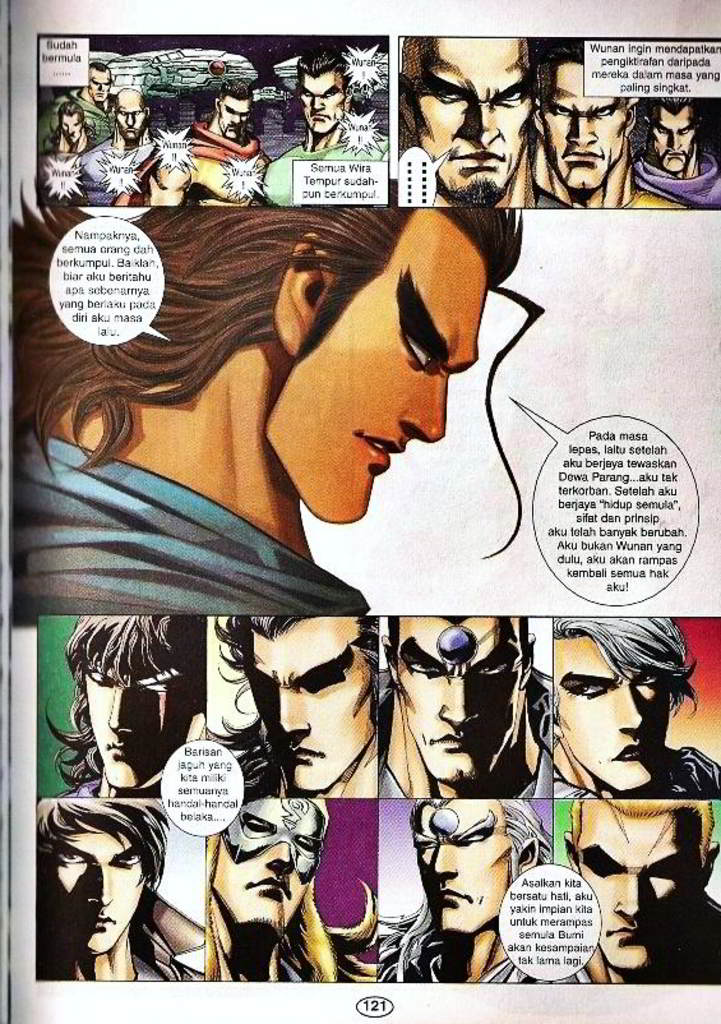 Sudah
bermula
......
Wunan
!!
Wunan
!!
Wunan
!!
Wunan
!!
Wunan
!!
Wunan
!!
Semua Wira
Tempur sudah-
pun berkumpul.
Wunan ingin mendapatkan
pengiktirafan daripada
mereka dalam masa yang
paling singkat.
Nampaknya,
semua orang dah
berkumpul. Baiklah,
biar aku beritahu
apa sebenarnya
yang berlaku pada
diri aku masa
lalu.
Pada masa
lepas, iaitu setelah
aku berjaya tewaskan
Dewa Parang...aku tak
terkorban. Setelah aku
berjaya "hidup semula",
sifat dan prinsip
aku telah banyak berubah.
Aku bukan Wunan yang
dulu, aku akan rampas
kembali semua hak
aku!
Barisan
jaguh yang
kita miliki
semuanya
handal-handal
belaka....
Asalkan kita
bersatu hati, aku
yakin impian kita
untuk merampas
semula Bumi
akan kesampaian
tak lama lagi.
121